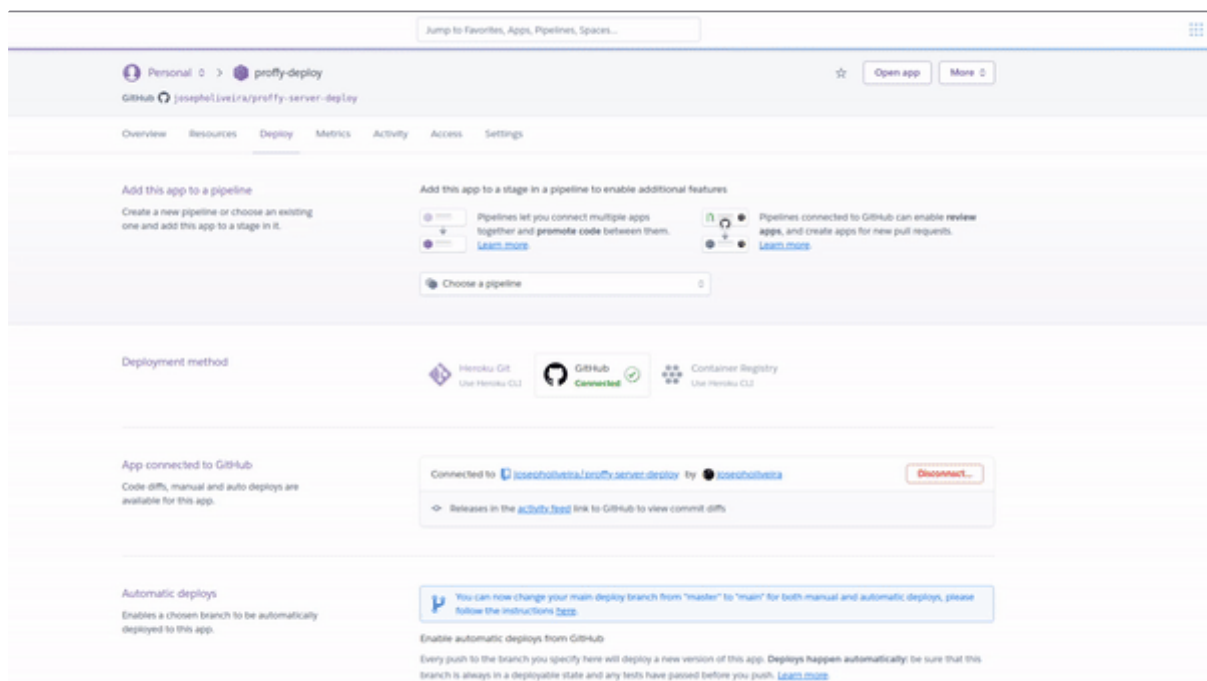 Jump to Favorites, Apps, Pipelines, Spaces...
Personal > proffy-deploy
Open app
More
GitHub josepholiveira/proffy-server-deploy
Overview Resources Deploy Metrics Activity Access Settings
Add this app to a pipeline
Create a new pipeline or choose an existing
one and add this app to a stage in it.
Add this app to a stage in a pipeline to enable additional features
Pipelines let you connect multiple apps
together and promote code between them.
Learn more.
Pipelines connected to GitHub can enable review
apps, and create apps for new pull requests.
Learn more.
Choose a pipeline
Deployment method
Heroku Git
Use Heroku CLI
GitHub
Connected
Container Registry
Use Heroku CLI
App connected to GitHub
Code diffs, manual and auto deploys are
available for this app.
Connected to josepholiveira/proffy-server-deploy by josepholiveira
Disconnect...
Releases in the activity feed link to GitHub to view commit diffs
Automatic deploys
Enables a chosen branch to be automatically
deployed to this app.
You can now change your main deploy branch from "master" to "main" for both manual and automatic deploys, please
follow the instructions here.
Enable automatic deploys from GitHub
Every push to the branch you specify here will deploy a new version of this app. Deploys happen automatically: be sure that this
branch is always in a deployable state and any tests have passed before you push. Learn more.